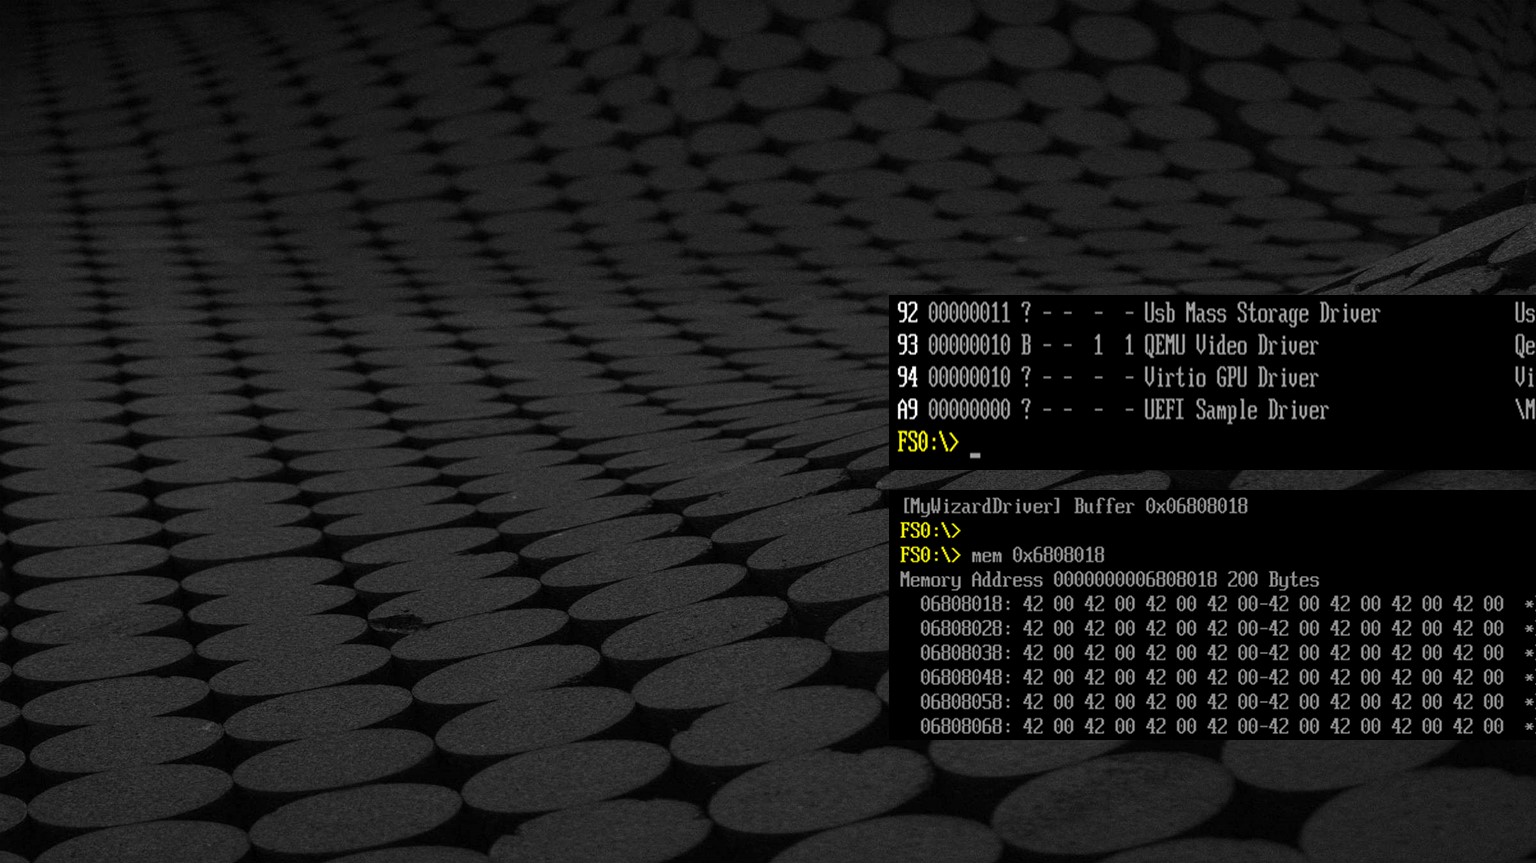 92 00000011 ? - - - - Usb Mass Storage Driver Us
93 00000010 B - - 1 1 QEMU Video Driver Qe
94 00000010 ? - - - - Virtio GPU Driver Vi
A9 00000000 ? - - - - UEFI Sample Driver \M
FS0:\> _
[MyWizardDriver] Buffer 0x06808018
FS0:\>
FS0:\> mem 0x6808018
Memory Address 0000000006808018 200 Bytes
06808018: 42 00 42 00 42 00 42 00-42 00 42 00 42 00 42 00 *
06808028: 42 00 42 00 42 00 42 00-42 00 42 00 42 00 42 00 *
06808038: 42 00 42 00 42 00 42 00-42 00 42 00 42 00 42 00 *
06808048: 42 00 42 00 42 00 42 00-42 00 42 00 42 00 42 00 *
06808058: 42 00 42 00 42 00 42 00-42 00 42 00 42 00 42 00 *
06808068: 42 00 42 00 42 00 42 00-42 00 42 00 42 00 42 00 *